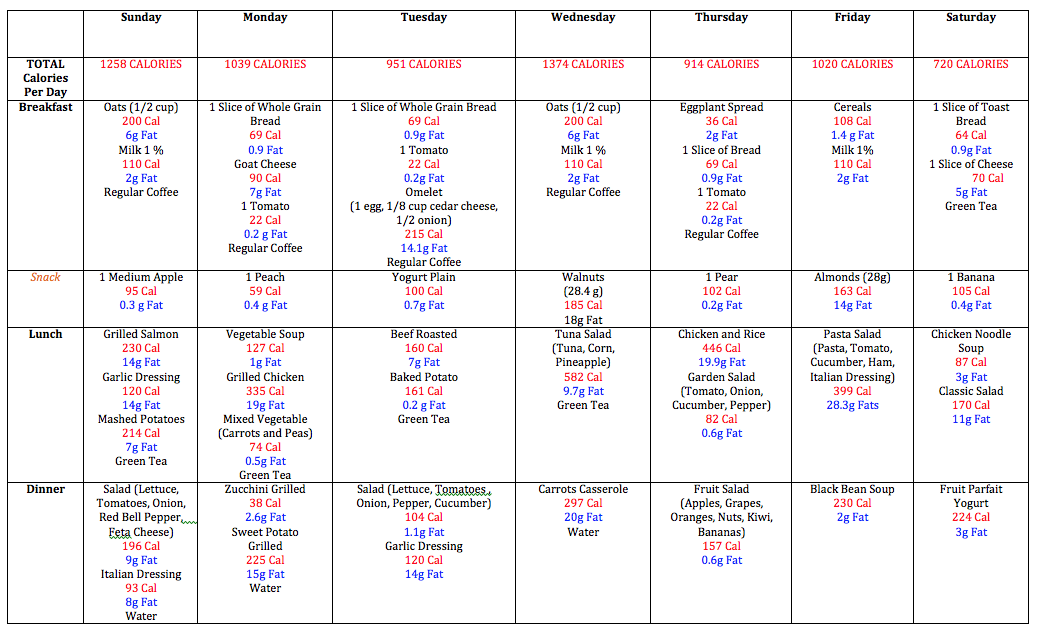 Sunday
Monday
Tuesday
Wednesday
Thursday
Friday
Saturday
TOTAL
Calories
Per Day
1258 CALORIES
1039 CALORIES
951 CALORIES
1374 CALORIES
914 CALORIES
1020 CALORIES
720 CALORIES
Breakfast
Oats (1/2 cup)
200 Cal
6g Fat
Milk 1 %
110 Cal
2g Fat
Regular Coffee
1 Slice of Whole Grain
Bread
69 Cal
0.9 Fat
Goat Cheese
90 Cal
7g Fat
1 Tomato
22 Cal
0.2 g Fat
Regular Coffee
1 Slice of Whole Grain Bread
69 Cal
0.9g Fat
1 Tomato
22 Cal
0.2g Fat
Omelet
(1 egg, 1/8 cup cedar cheese,
1/2 onion)
215 Cal
14.1g Fat
Regular Coffee
Oats (1/2 cup)
200 Cal
6g Fat
Milk 1 %
110 Cal
2g Fat
Regular Coffee
Eggplant Spread
36 Cal
2g Fat
1 Slice of Bread
69 Cal
0.9g Fat
1 Tomato
22 Cal
0.2g Fat
Regular Coffee
Cereals
108 Cal
1.4 g Fat
Milk 1%
110 Cal
2g Fat
1 Slice of Toast
Bread
64 Cal
0.9g Fat
1 Slice of Cheese
70 Cal
5g Fat
Green Tea
Snack
1 Medium Apple
95 Cal
0.3 g Fat
1 Peach
59 Cal
0.4 g Fat
Yogurt Plain
100 Cal
0.7g Fat
Walnuts
(28.4 g)
185 Cal
18g Fat
1 Pear
102 Cal
0.2g Fat
Almonds (28g)
163 Cal
14g Fat
1 Banana
105 Cal
0.4g Fat
Lunch
Grilled Salmon
230 Cal
14g Fat
Garlic Dressing
120 Cal
14g Fat
Mashed Potatoes
214 Cal
7g Fat
Green Tea
Vegetable Soup
127 Cal
1g Fat
Grilled Chicken
335 Cal
19g Fat
Mixed Vegetable
(Carrots and Peas)
74 Cal
0.5g Fat
Green Tea
Beef Roasted
160 Cal
7g Fat
Baked Potato
161 Cal
0.2 g Fat
Green Tea
Tuna Salad
(Tuna, Corn,
Pineapple)
582 Cal
9.7g Fat
Green Tea
Chicken and Rice
446 Cal
19.9g Fat
Garden Salad
(Tomato, Onion,
Cucumber, Pepper)
82 Cal
0.6g Fat
Pasta Salad
(Pasta, Tomato,
Cucumber, Ham,
Italian Dressing)
399 Cal
28.3g Fats
Chicken Noodle
Soup
87 Cal
3g Fat
Classic Salad
170 Cal
11g Fat
Dinner
Salad (Lettuce,
Tomatoes, Onion,
Red Bell Pepper,
Feta Cheese)
196 Cal
9g Fat
Italian Dressing
93 Cal
8g Fat
Water
Zucchini Grilled
38 Cal
2.6g Fat
Sweet Potato
Grilled
225 Cal
15g Fat
Water
Salad (Lettuce, Tomatoes ,
Onion, Pepper, Cucumber)
104 Cal
1.1g Fat
Garlic Dressing
120 Cal
14g Fat
Carrots Casserole
297 Cal
20g Fat
Water
Fruit Salad
(Apples, Grapes,
Oranges, Nuts, Kiwi,
Bananas)
157 Cal
0.6g Fat
Black Bean Soup
230 Cal
2g Fat
Fruit Parfait
Yogurt
224 Cal
3g Fat